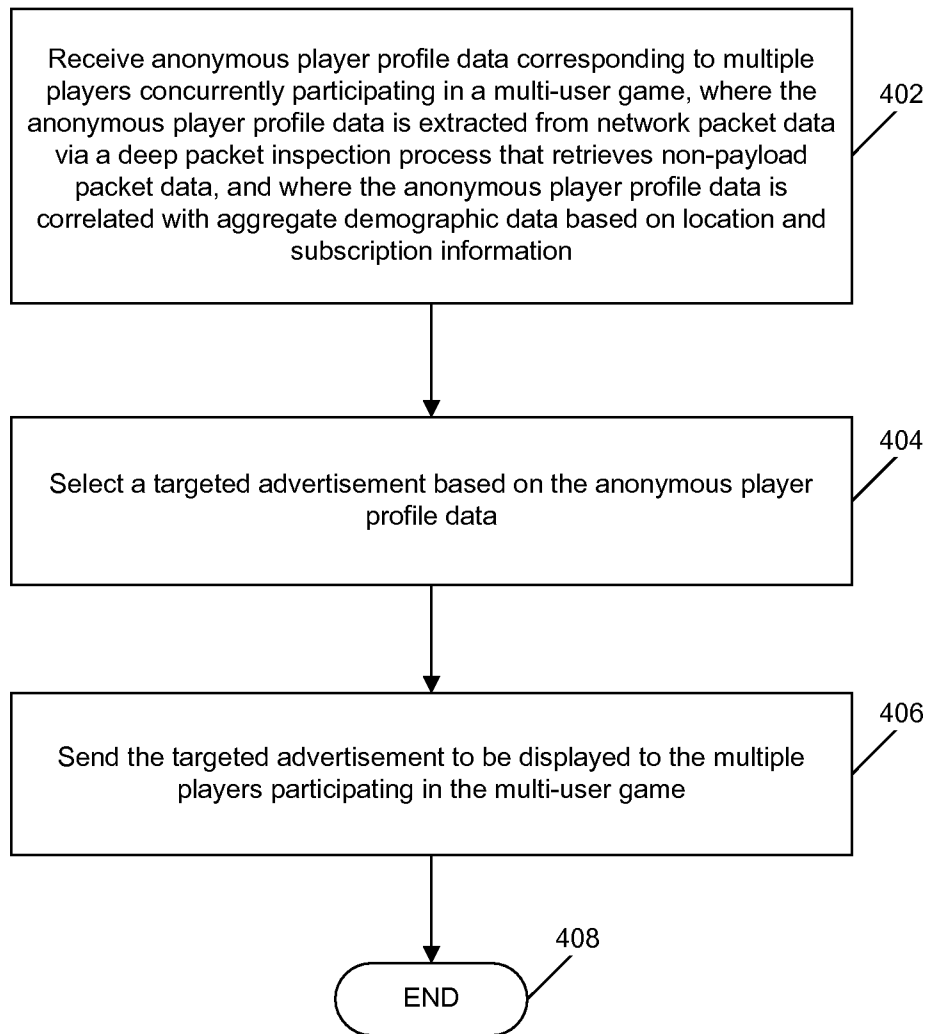 Receive anonymous player profile data corresponding to multiple
players concurrently participating in a multi-user game, where the
anonymous player profile data is extracted from network packet data
via a deep packet inspection process that retrieves non-payload
packet data, and where the anonymous player profile data is
correlated with aggregate demographic data based on location and
subscription information
402
Select a targeted advertisement based on the anonymous player
profile data
404
Send the targeted advertisement to be displayed to the multiple
players participating in the multi-user game
406
END
408